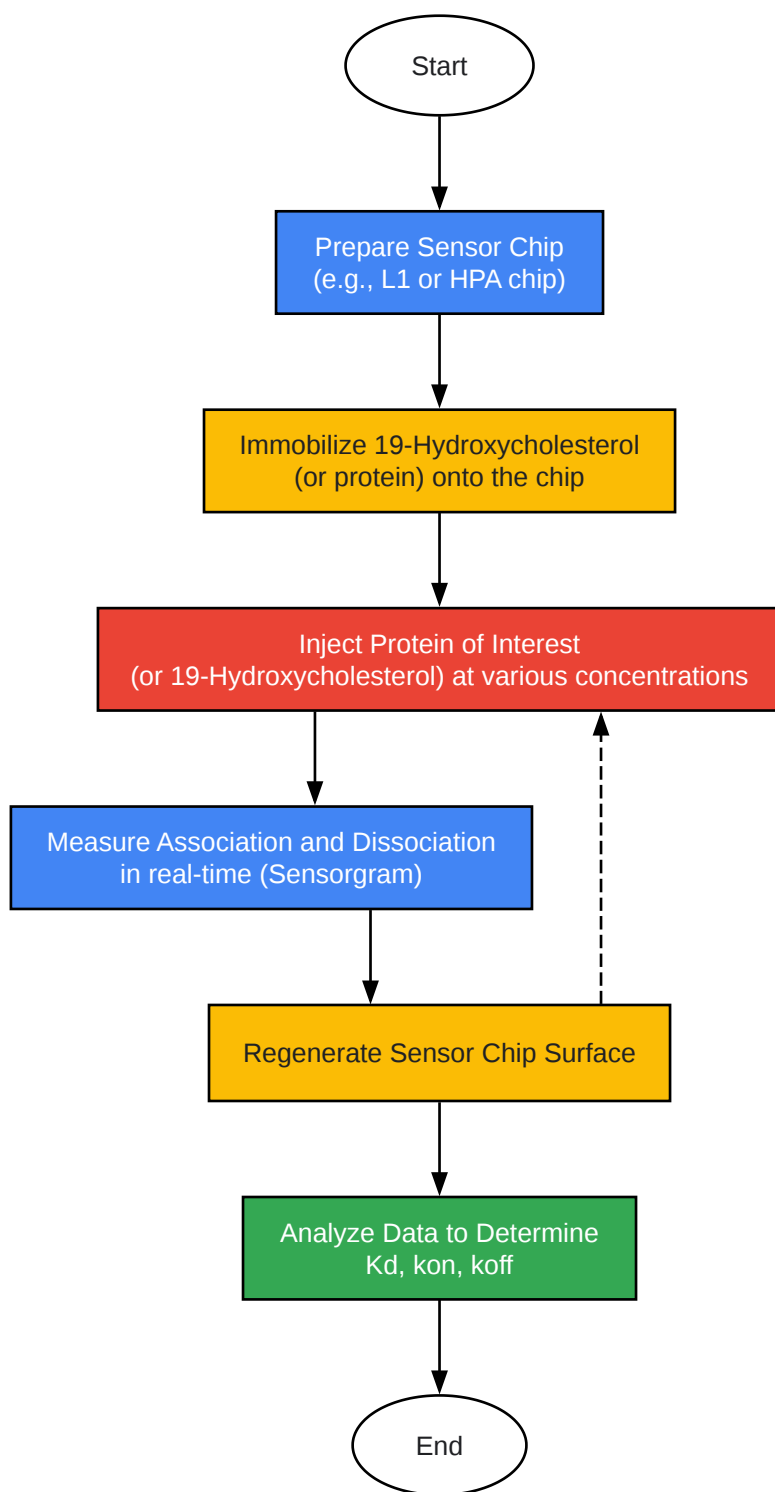 Start
Prepare Sensor Chip
(e.g., L1 or HPA chip)
Immobilize 19-Hydroxycholesterol
(or protein) onto the chip
Inject Protein of Interest
(or 19-Hydroxycholesterol) at various concentrations
Measure Association and Dissociation
in real-time (Sensorgram)
Regenerate Sensor Chip Surface
Analyze Data to Determine
Kd, kon, koff
End